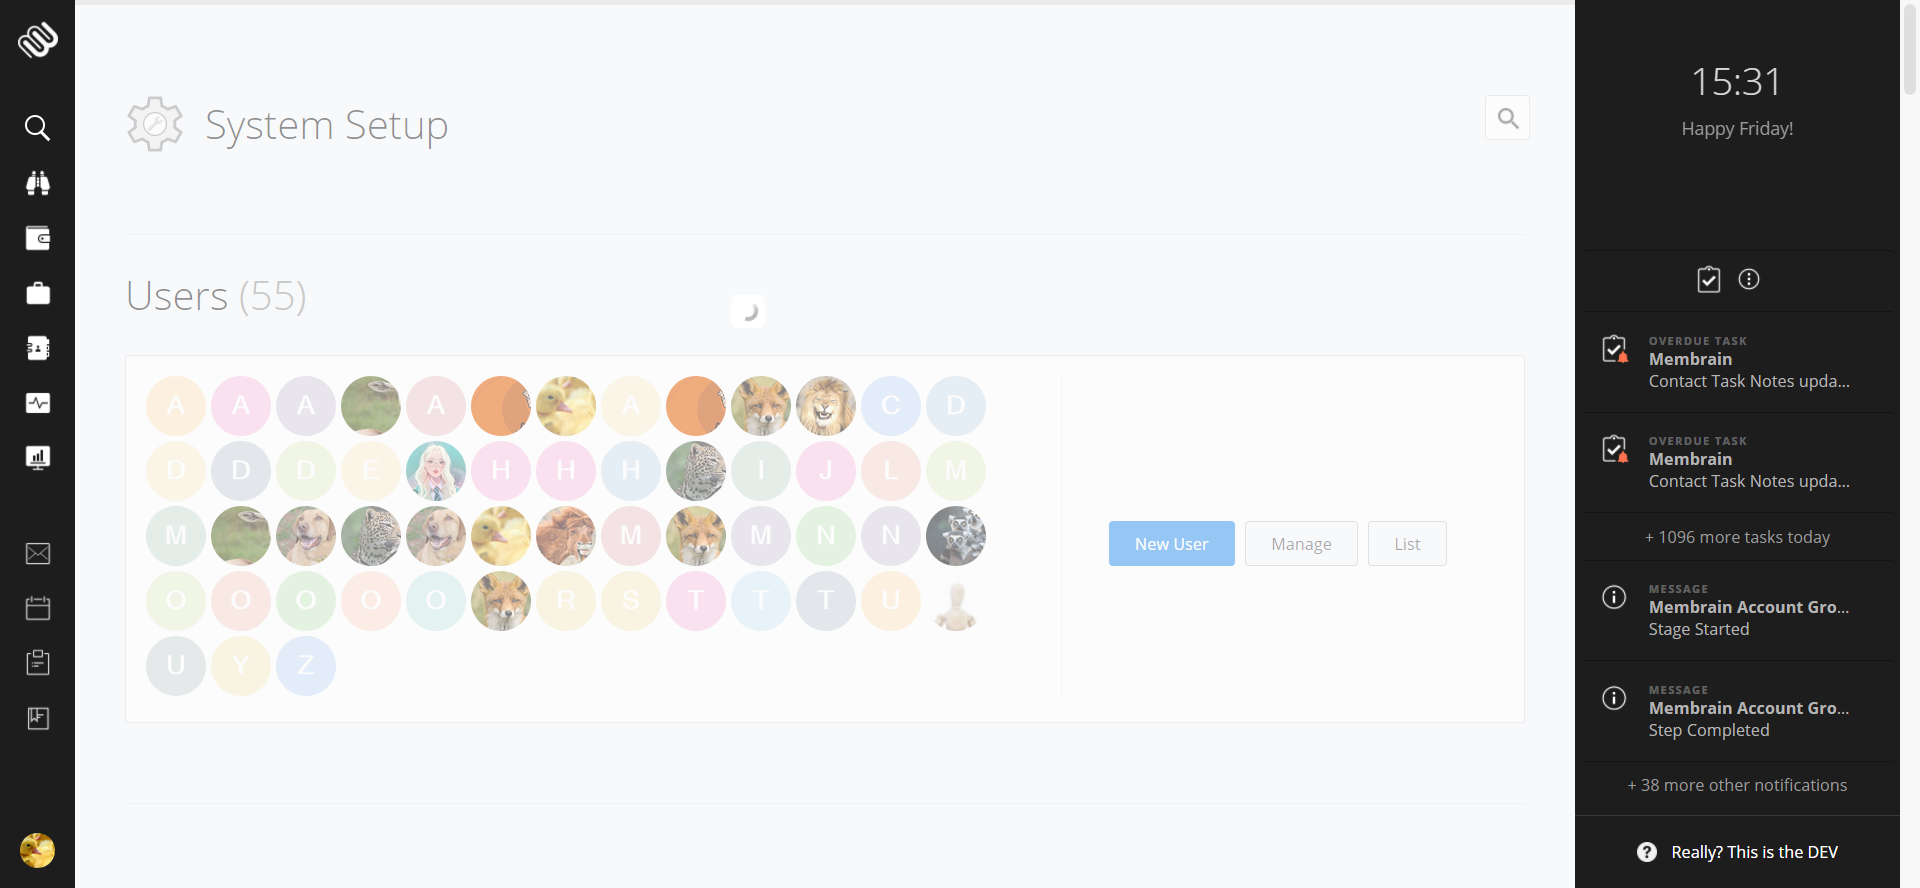 System Setup
Users (55)
A A A A A C D
D D D E H H H I J L M
M M M N N
O O O O O R S T T T U
U Y Z
New User
Manage
List
15:31
Happy Friday!
OVERDUE TASK
Membrain
Contact Task Notes upda...
OVERDUE TASK
Membrain
Contact Task Notes upda...
+ 1096 more tasks today
MESSAGE
Membrain Account Gro...
Stage Started
MESSAGE
Membrain Account Gro...
Step Completed
+ 38 more other notifications
? Really? This is the DEV